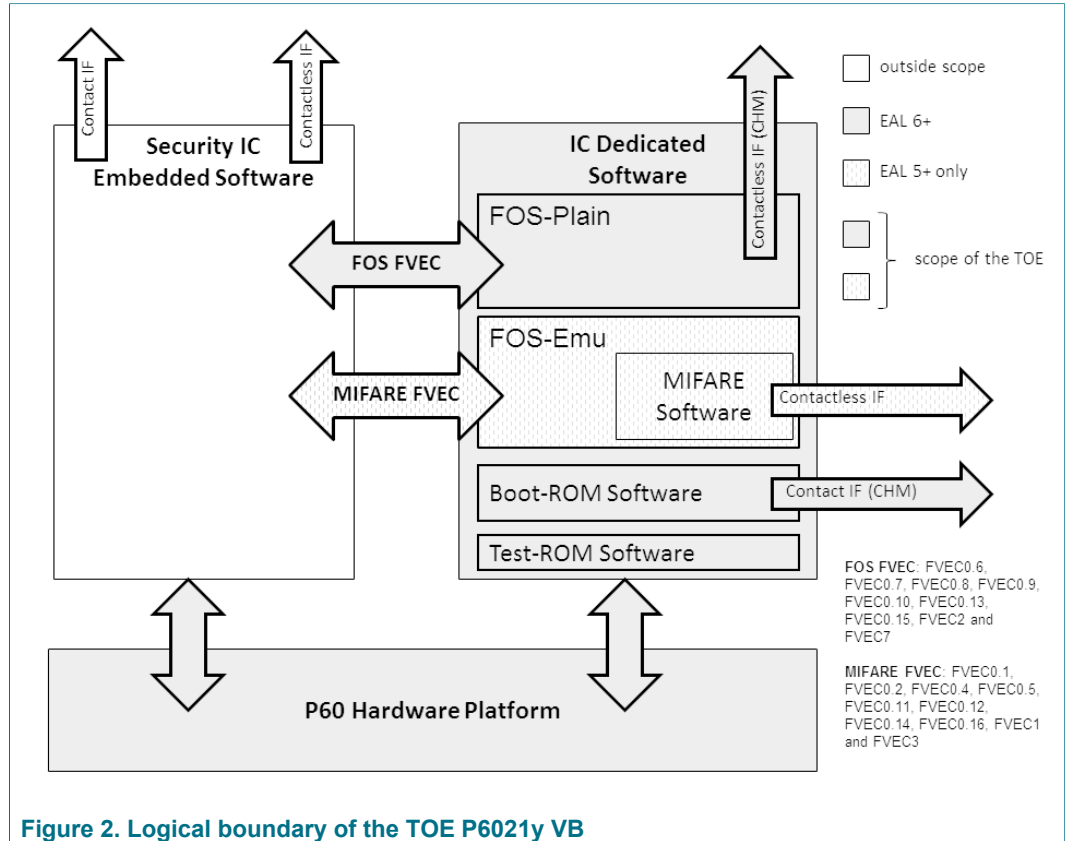 Contact IF
Contactless IF
Security IC
Embedded Software
IC Dedicated
Software
Contactless IF (CHM)
outside scope
EAL 6+
EAL 5+ only
scope of the TOE
FOS-Plain
FOS FVEC
FOS-Emu
MIFARE FVEC
MIFARE
Software
Contactless IF
Boot-ROM Software
Contact IF (CHM)
Test-ROM Software
FOS FVEC: FVEC0.6,
FVEC0.7, FVEC0.8, FVEC0.9,
FVEC0.10, FVEC0.13,
FVEC0.15, FVEC2 and
FVEC7
MIFARE FVEC: FVEC0.1,
FVEC0.2, FVEC0.4, FVEC0.5,
FVEC0.11, FVEC0.12,
FVEC0.14, FVEC0.16, FVEC1
and FVEC3
P60 Hardware Platform
Figure 2. Logical boundary of the TOE P6021y VB